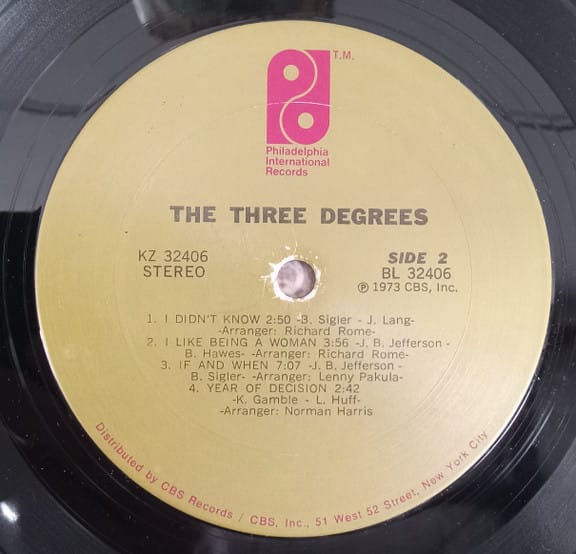 T.M.
Philadelphia
International
Records
THE THREE DEGREES
KZ 32406
STEREO
SIDE 2
BL 32406
℗ 1973 CBS, Inc.
1. I DIDN'T KNOW 2:50 -B. Sigler - J. Lang-
-Arranger: Richard Rome-
2. I LIKE BEING A WOMAN 3:56 -J. B. Jefferson -
B. Hawes- -Arranger: Richard Rome-
3. IF AND WHEN 7:07 -J. B. Jefferson -
B. Sigler- -Arranger: Lenny Pakula-
4. YEAR OF DECISION 2:42
-K. Gamble - L. Huff-
-Arranger: Norman Harris
Distributed by CBS Records / CBS, Inc., 51 West 52 Street, New York City